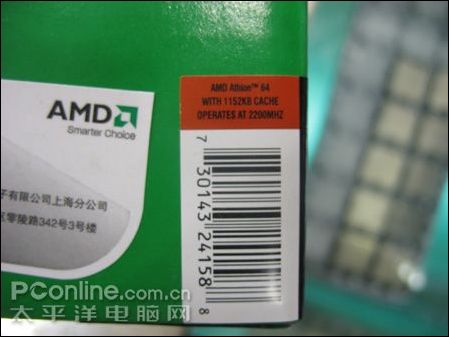 AMD
Smarter Choice
子有限公司上海分公司
区零陵路342号3号楼
AMD Athlon™ 64
WITH 1152KB CACHE
OPERATES AT 2200MHZ
7 30143 24158 8
PConline.com.cn
太平洋电脑网